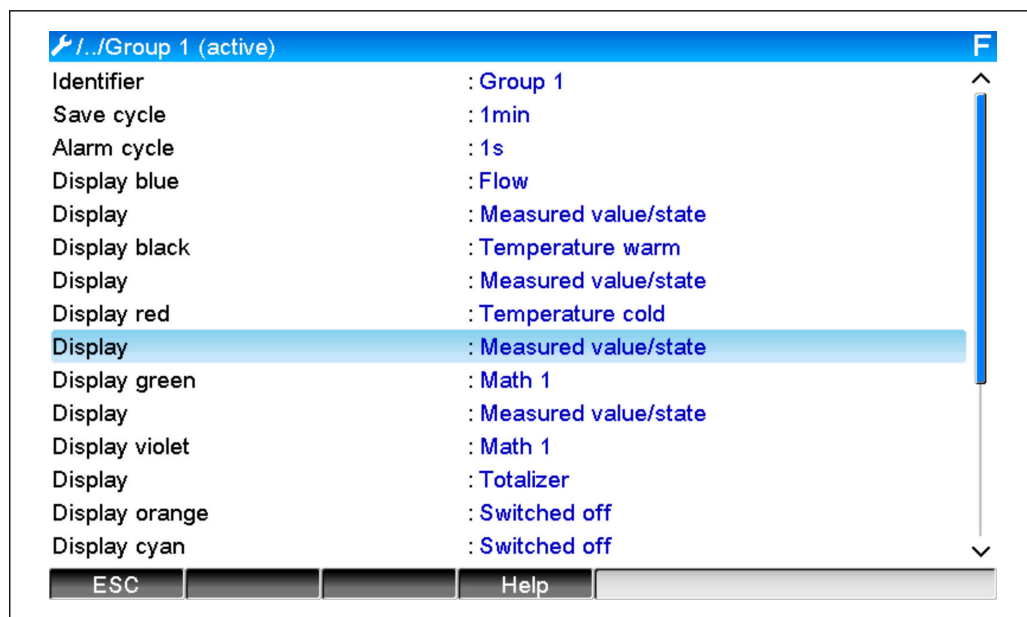 /../Group 1 (active) F
Identifier : Group 1
Save cycle : 1min
Alarm cycle : 1s
Display blue : Flow
Display : Measured value/state
Display black : Temperature warm
Display : Measured value/state
Display red : Temperature cold
Display : Measured value/state
Display green : Math 1
Display : Measured value/state
Display violet : Math 1
Display : Totalizer
Display orange : Switched off
Display cyan : Switched off
ESC Help